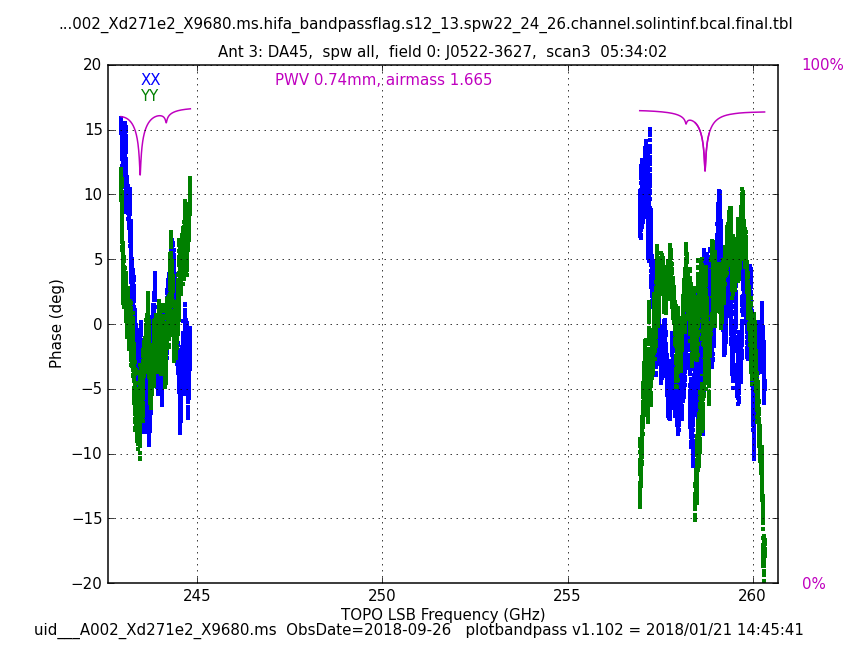 ...002_Xd271e2_X9680.ms.hifa_bandpassflag.s12_13.spw22_24_26.channel.solintinf.bcal.final.tbl
Ant 3: DA45,  spw all,  field 0: J0522-3627,  scan3  05:34:02
XX
YY
PWV 0.74mm, airmass 1.665
100%
0%
20
15
10
5
0
−5
−10
−15
−20
Phase (deg)
245
250
255
260
TOPO LSB Frequency (GHz)
uid___A002_Xd271e2_X9680.ms  ObsDate=2018-09-26   plotbandpass v1.102 = 2018/01/21 14:45:41